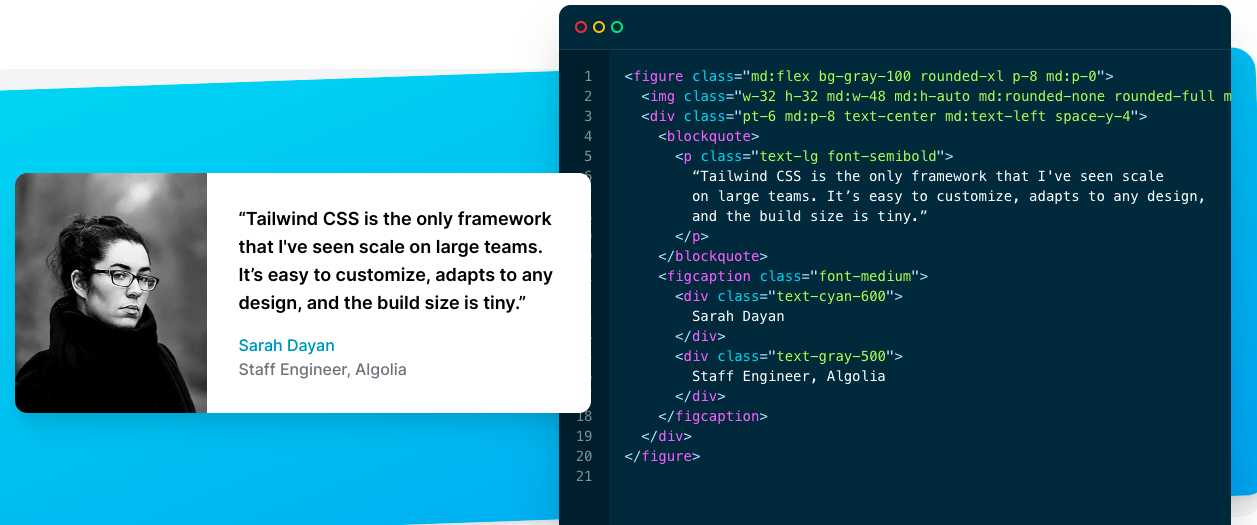 “Tailwind CSS is the only framework
that I've seen scale on large teams.
It’s easy to customize, adapts to any
design, and the build size is tiny.”
Sarah Dayan
Staff Engineer, Algolia
1 <figure class="md:flex bg-gray-100 rounded-xl p-8 md:p-0">
2 <img class="w-32 h-32 md:w-48 md:h-auto md:rounded-none rounded-full m
3 <div class="pt-6 md:p-8 text-center md:text-left space-y-4">
4 <blockquote>
5 <p class="text-lg font-semibold">
“Tailwind CSS is the only framework that I've seen scale
on large teams. It’s easy to customize, adapts to any design,
and the build size is tiny.”
</p>
</blockquote>
<figcaption class="font-medium">
<div class="text-cyan-600">
Sarah Dayan
</div>
<div class="text-gray-500">
Staff Engineer, Algolia
</div>
18 </figcaption>
19 </div>
20 </figure>
21